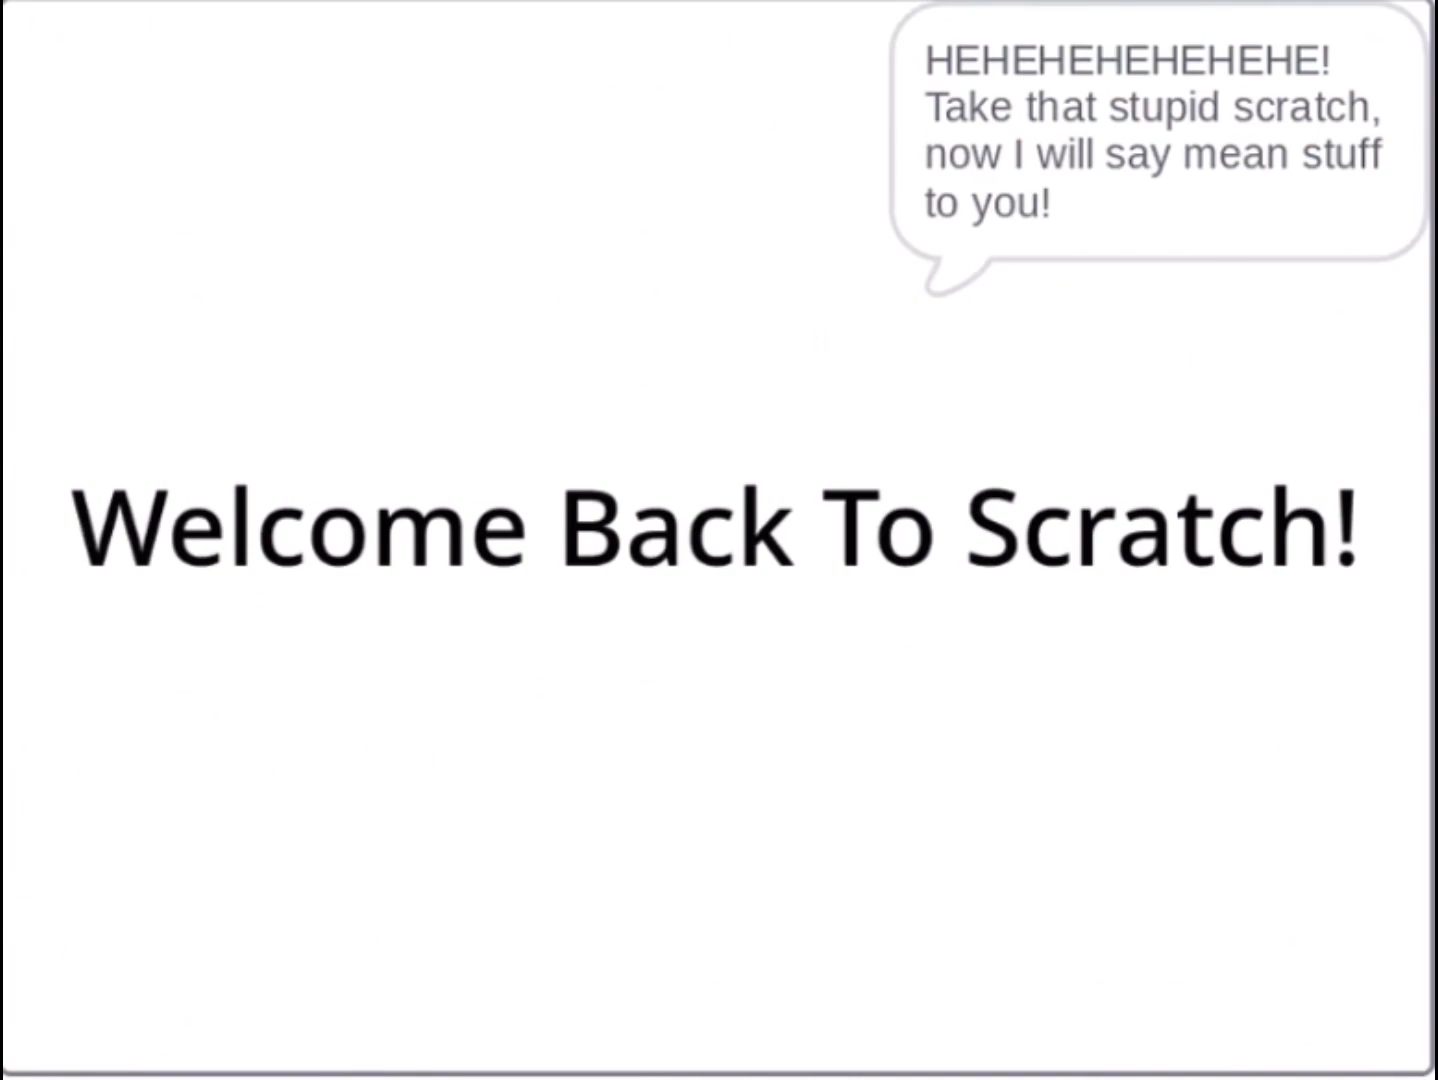 HEHEHEHEHEHEHE!
Take that stupid scratch,
now I will say mean stuff
to you!
Welcome Back To Scratch!